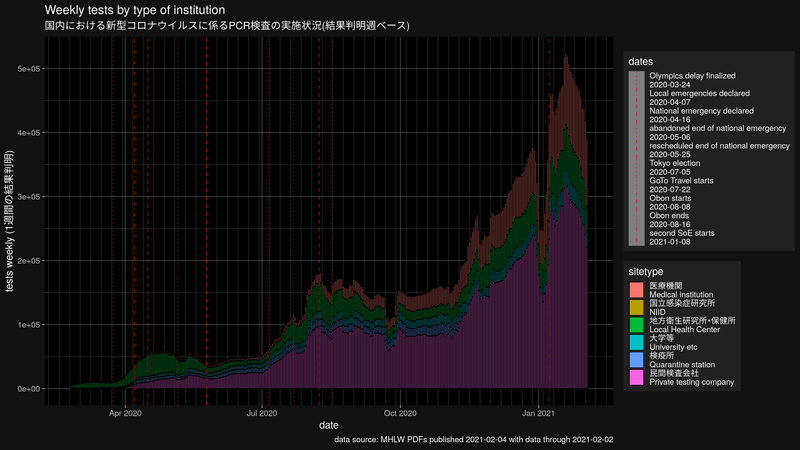 Weekly tests by type of institution
国内における新型コロナウイルスに係るPCR検査の実施状況(結果判明週ベース)
tests weekly (1週間の結果判明)
5e+05
4e+05
3e+05
2e+05
1e+05
0e+00
Apr 2020
Jul 2020
Oct 2020
Jan 2021
date
data source: MHLW PDFs published 2021-02-04 with data through 2021-02-02
dates
Olympics delay finalized
2020-03-24
Local emergencies declared
2020-04-07
National emergency declared
2020-04-16
abandoned end of national emergency
2020-05-06
rescheduled end of national emergency
2020-05-25
Tokyo election
2020-07-05
GoTo Travel starts
2020-07-22
Obon starts
2020-08-08
Obon ends
2020-08-16
second SoE starts
2021-01-08
sitetype
医療機関
Medical institution
国立感染症研究所
NIID
地方衛生研究所・保健所
Local Health Center
大学等
University etc
検疫所
Quarantine station
民間検査会社
Private testing company